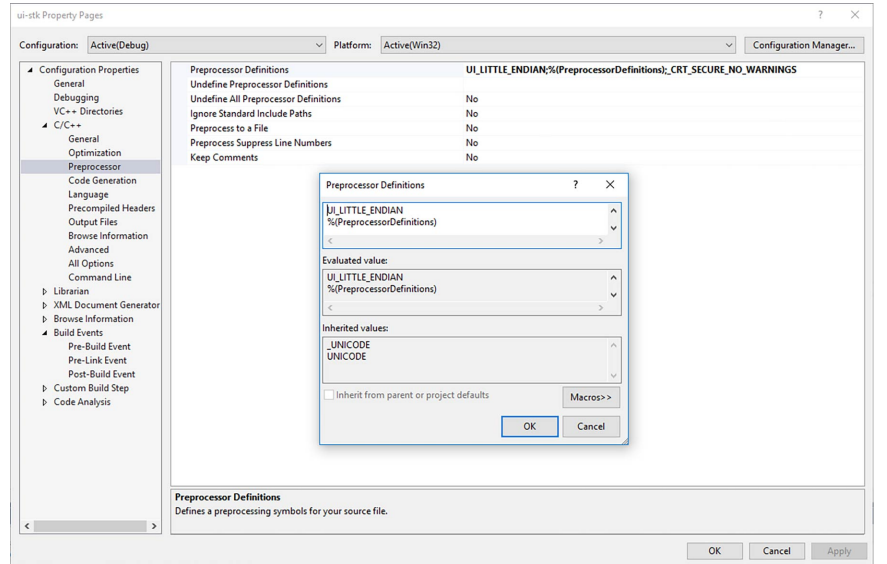 ui-stk Property Pages
? ×
Configuration: Active(Debug) Platform: Active(Win32) Configuration Manager...
Configuration Properties
General
Debugging
VC++ Directories
C/C++
General
Optimization
Preprocessor
Code Generation
Language
Precompiled Headers
Output Files
Browse Information
Advanced
All Options
Command Line
Librarian
XML Document Generator
Browse Information
Build Events
Pre-Build Event
Pre-Link Event
Post-Build Event
Custom Build Step
Code Analysis
Preprocessor Definitions UI_LITTLE_ENDIAN;%(PreprocessorDefinitions);_CRT_SECURE_NO_WARNINGS
Undefine Preprocessor Definitions
Undefine All Preprocessor Definitions No
Ignore Standard Include Paths No
Preprocess to a File No
Preprocess Suppress Line Numbers No
Keep Comments No
Preprocessor Definitions ? ×
UI_LITTLE_ENDIAN
%(PreprocessorDefinitions)
Evaluated value:
UI_LITTLE_ENDIAN
%(PreprocessorDefinitions)
Inherited values:
_UNICODE
UNICODE
Inherit from parent or project defaults
Macros>>
OK Cancel
Preprocessor Definitions
Defines a preprocessing symbols for your source file.
OK Cancel Apply